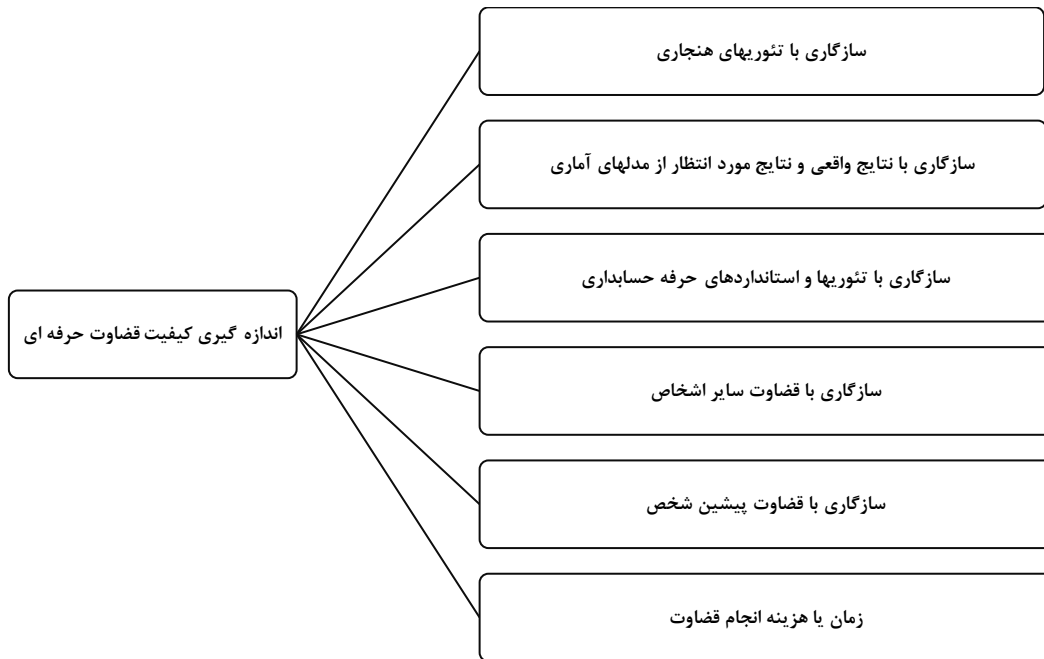 سازگاری با تئوریهای هنجاری
سازگاری با نتایج واقعی و نتایج مورد انتظار از مدلهای آماری
سازگاری با تئوریها و استانداردهای حرفه حسابداری
اندازه گیری کیفیت قضاوت حرفه ای
سازگاری با قضاوت سایر اشخاص
سازگاری با قضاوت پیشین شخص
زمان یا هزینه انجام قضاوت